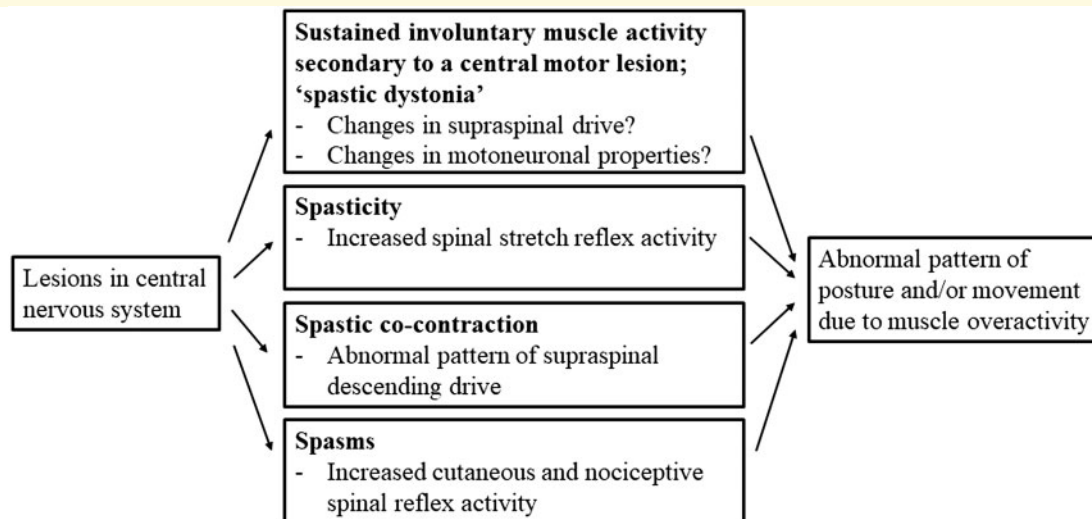 Sustained involuntary muscle activity
secondary to a central motor lesion;
‘spastic dystonia’
- Changes in supraspinal drive?
- Changes in motoneuronal properties?
Spasticity
- Increased spinal stretch reflex activity
Lesions in central
nervous system
Abnormal pattern of
posture and/or movement
due to muscle overactivity
Spastic co-contraction
- Abnormal pattern of supraspinal
descending drive
Spasms
- Increased cutaneous and nociceptive
spinal reflex activity